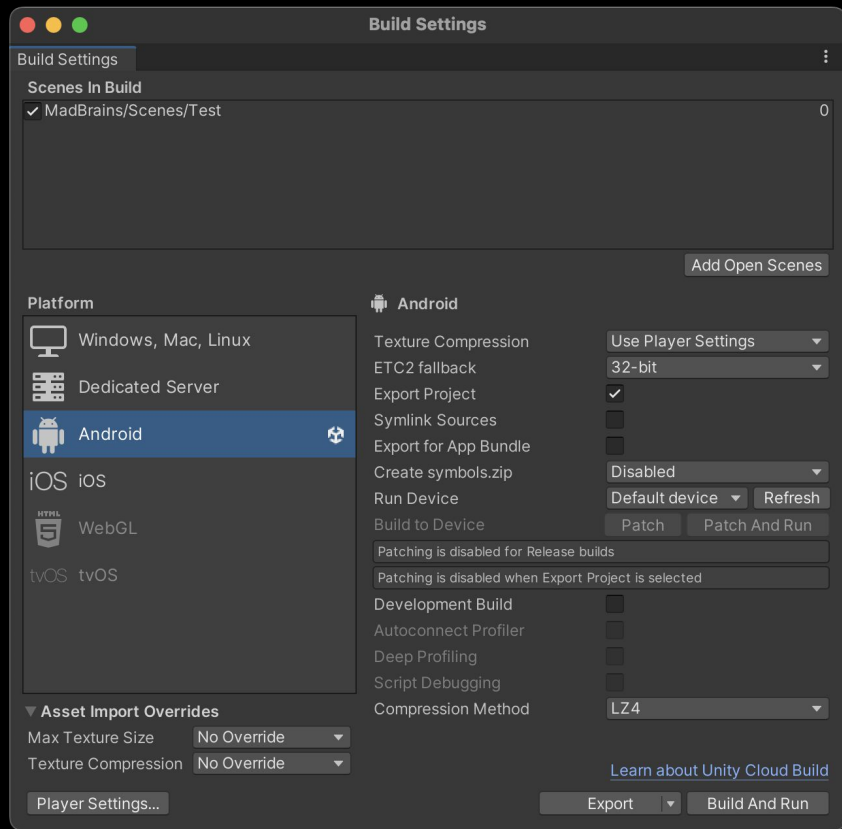 Build Settings
Build Settings
Scenes In Build
MadBrains/Scenes/Test 0
Add Open Scenes
Platform
Windows, Mac, Linux
Dedicated Server
Android
iOS iOS
HTML 5 WebGL
tvOS tvOS
Android
Texture Compression Use Player Settings
ETC2 fallback 32-bit
Export Project
Symlink Sources
Export for App Bundle
Create symbols.zip Disabled
Run Device Default device Refresh
Build to Device Patch Patch And Run
Patching is disabled for Release builds
Patching is disabled when Export Project is selected
Development Build
Autoconnect Profiler
Deep Profiling
Script Debugging
Compression Method LZ4
Asset Import Overrides
Max Texture Size No Override
Texture Compression No Override
Learn about Unity Cloud Build
Player Settings... Export Build And Run